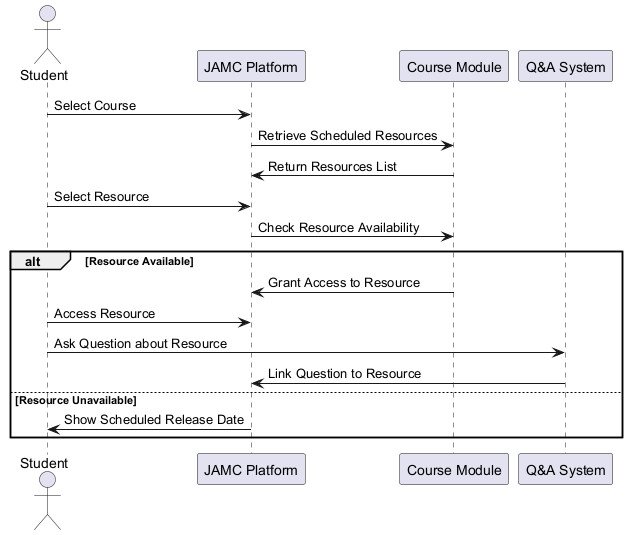 Student
JAMC Platform
Course Module
Q&A System
Select Course
Retrieve Scheduled Resources
Return Resources List
Select Resource
Check Resource Availability
alt
[Resource Available]
Grant Access to Resource
Access Resource
Ask Question about Resource
Link Question to Resource
[Resource Unavailable]
Show Scheduled Release Date
Student
JAMC Platform
Course Module
Q&A System